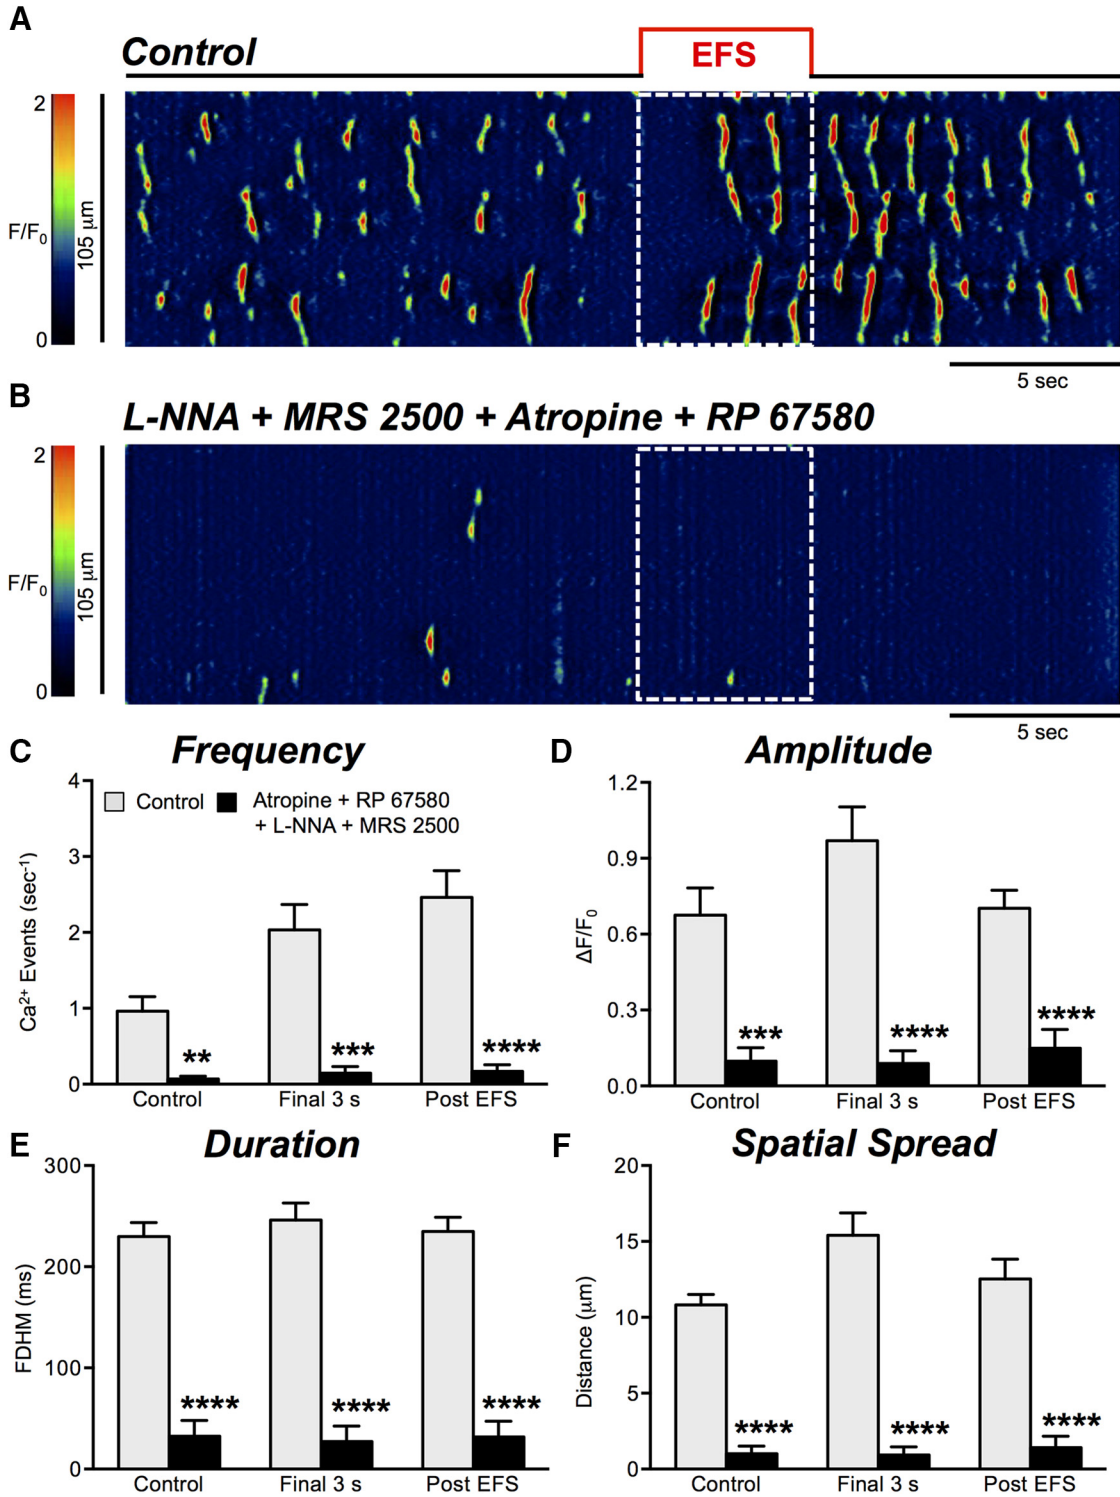 A
Control
EFS
2
F/F0
105 µm
0
5 sec
B
L-NNA + MRS 2500 + Atropine + RP 67580
2
F/F0
105 µm
0
5 sec
C
Frequency
4
3
2
1
0
Ca2+ Events (sec-1)
Control
Atropine + RP 67580
+ L-NNA + MRS 2500
**
***
****
Control
Final 3 s
Post EFS
D
Amplitude
1.2
0.9
0.6
0.3
0.0
ΔF/F0
***
****
****
Control
Final 3 s
Post EFS
E
Duration
300
200
100
0
FDHM (ms)
****
****
****
Control
Final 3 s
Post EFS
F
Spatial Spread
20
15
10
5
0
Distance (µm)
****
****
****
Control
Final 3 s
Post EFS